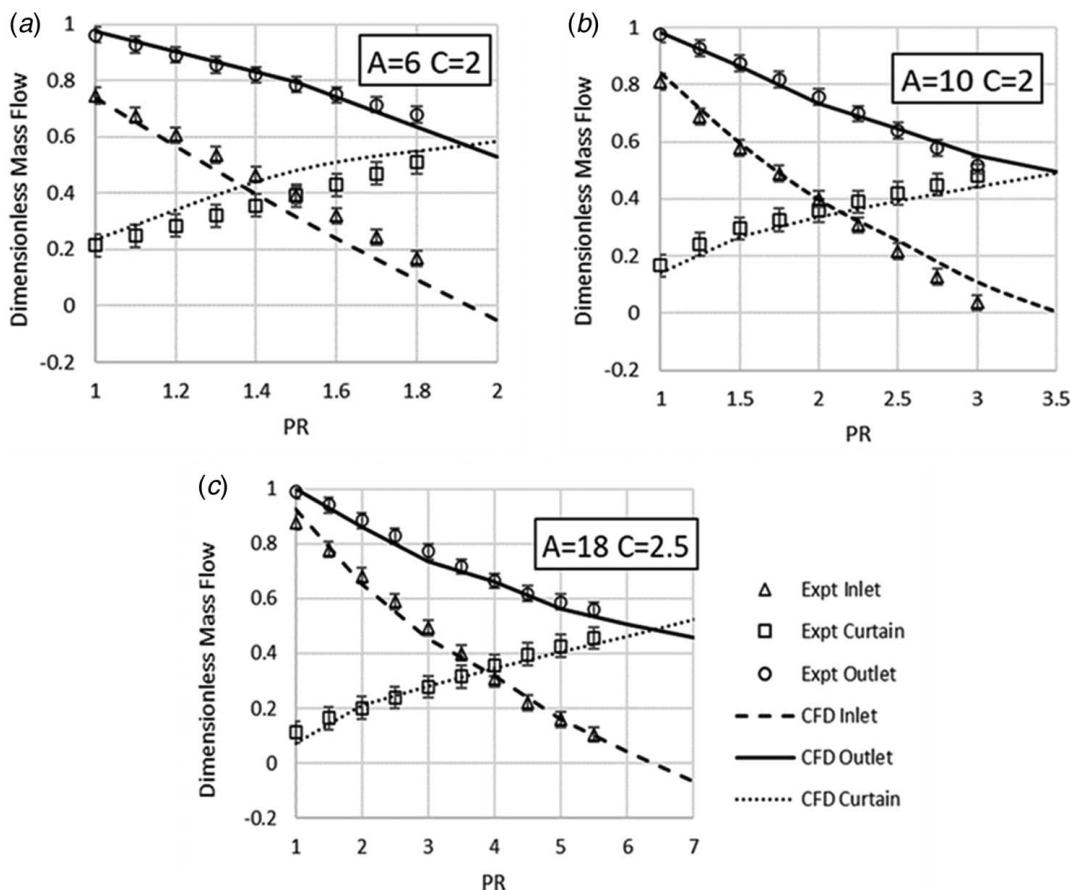 (a)
A=6 C=2
Dimensionless Mass Flow
1
0.8
0.6
0.4
0.2
0
-0.2
1
1.2
1.4
1.6
1.8
2
PR
(b)
A=10 C=2
Dimensionless Mass Flow
1
0.8
0.6
0.4
0.2
0
-0.2
1
1.5
2
2.5
3
3.5
PR
(c)
A=18 C=2.5
Dimensionless Mass Flow
1
0.8
0.6
0.4
0.2
0
-0.2
1
2
3
4
5
6
7
PR
Expt Inlet
Expt Curtain
Expt Outlet
CFD Inlet
CFD Outlet
CFD Curtain